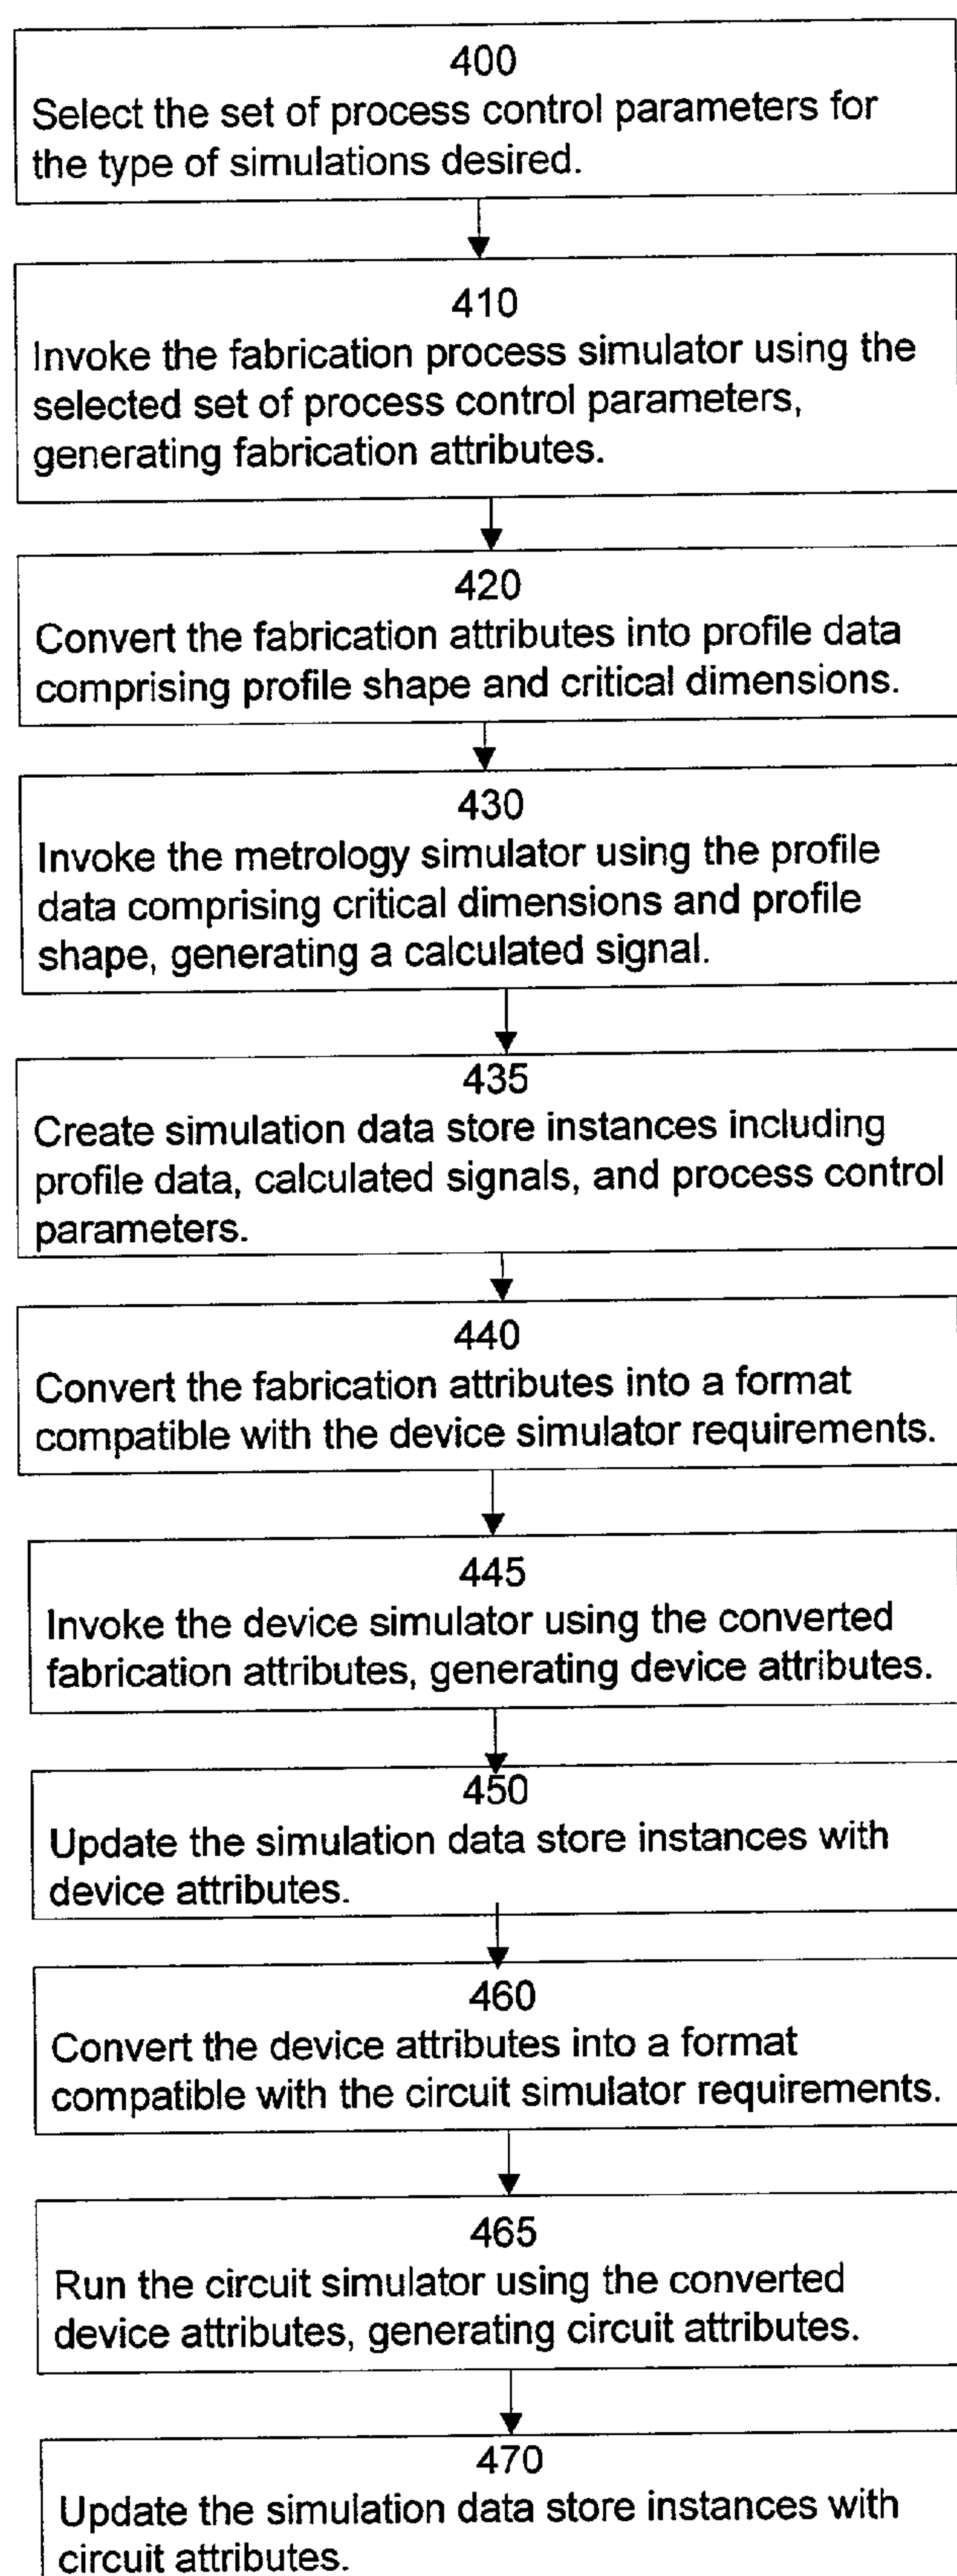 400
Select the set of process control parameters for
the type of simulations desired.
410
Invoke the fabrication process simulator using the
selected set of process control parameters,
generating fabrication attributes.
420
Convert the fabrication attributes into profile data
comprising profile shape and critical dimensions.
430
Invoke the metrology simulator using the profile
data comprising critical dimensions and profile
shape, generating a calculated signal.
435
Create simulation data store instances including
profile data, calculated signals, and process control
parameters.
440
Convert the fabrication attributes into a format
compatible with the device simulator requirements.
445
Invoke the device simulator using the converted
fabrication attributes, generating device attributes.
450
Update the simulation data store instances with
device attributes.
460
Convert the device attributes into a format
compatible with the circuit simulator requirements.
465
Run the circuit simulator using the converted
device attributes, generating circuit attributes.
470
Update the simulation data store instances with
circuit attributes.